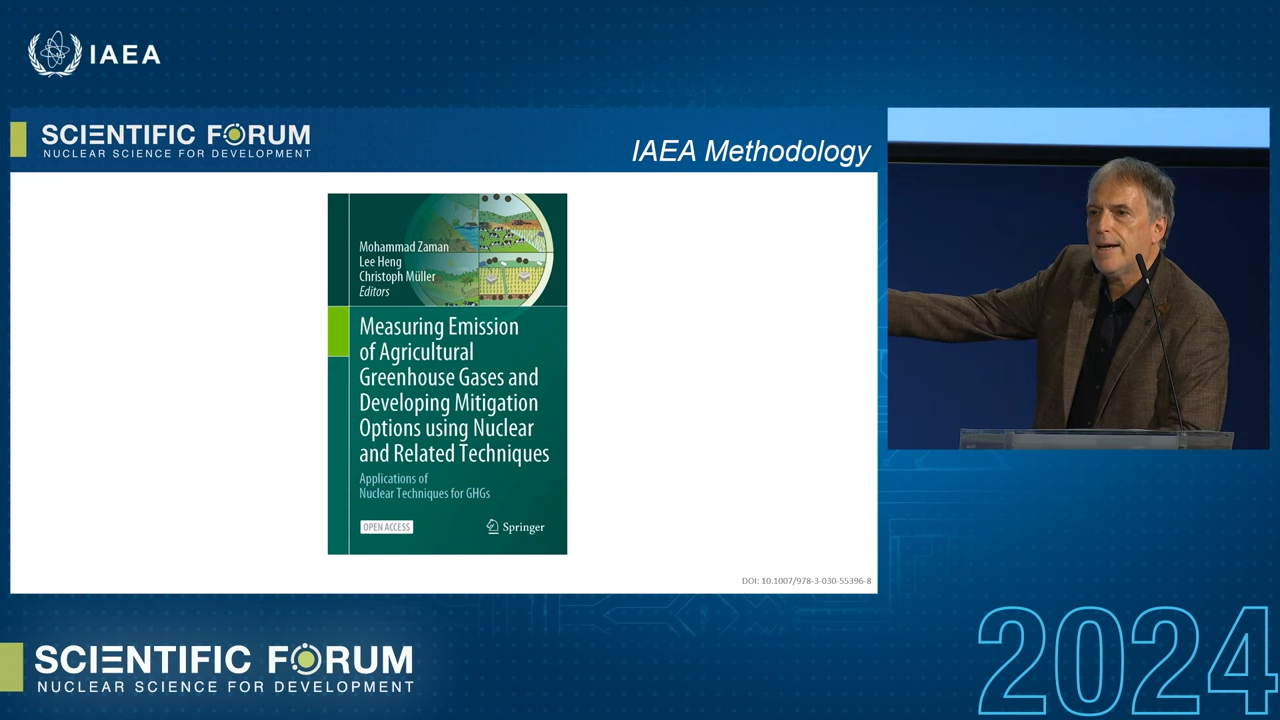 IAEA
SCIENTIFIC FORUM
NUCLEAR SCIENCE FOR DEVELOPMENT
IAEA Methodology
Mohammad Zaman
Lee Heng
Christoph Müller
Editors
Measuring Emission
of Agricultural
Greenhouse Gases and
Developing Mitigation
Options using Nuclear
and Related Techniques
Applications of
Nuclear Techniques for GHGs
OPEN ACCESS
Springer
DOI: 10.1007/978-3-030-55396-8
SCIENTIFIC FORUM
NUCLEAR SCIENCE FOR DEVELOPMENT
2024